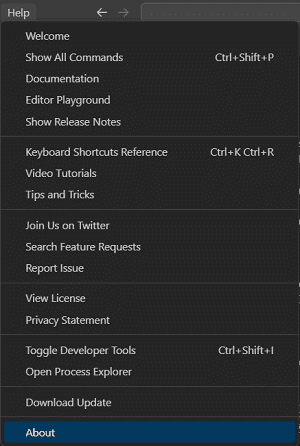 Help
Welcome
Show All Commands Ctrl+Shift+P
Documentation
Editor Playground
Show Release Notes
Keyboard Shortcuts Reference Ctrl+K Ctrl+R
Video Tutorials
Tips and Tricks
Join Us on Twitter
Search Feature Requests
Report Issue
View License
Privacy Statement
Toggle Developer Tools Ctrl+Shift+I
Open Process Explorer
Download Update
About